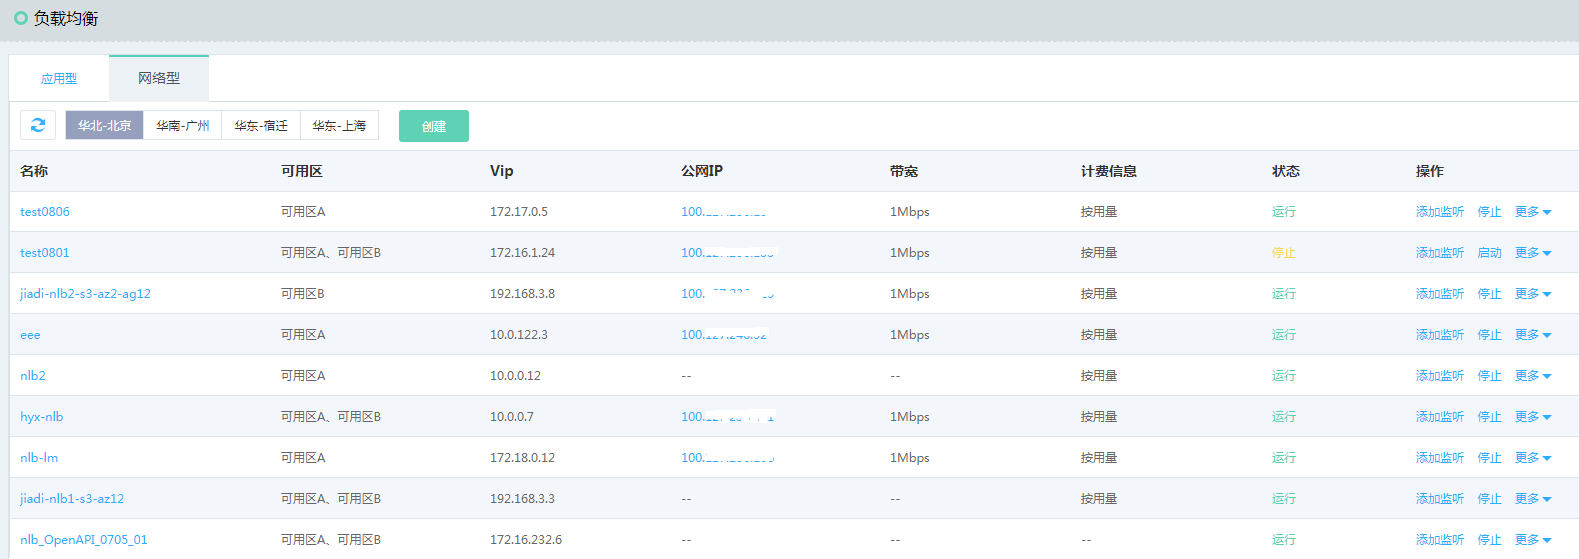 负载均衡
应用型 网络型
华北-北京 华南-广州 华东-宿迁 华东-上海 创建
名称 可用区 Vip 公网IP 带宽 计费信息 状态 操作
test0806 可用区A 172.17.0.5 100. 1Mbps 按用量 运行 添加监听 停止 更多
test0801 可用区A、可用区B 172.16.1.24 100. 1Mbps 按用量 停止 添加监听 启动 更多
jiadi-nlb2-s3-az2-ag12 可用区B 192.168.3.8 100. 1Mbps 按用量 运行 添加监听 停止 更多
eee 可用区A 10.0.122.3 100. 1Mbps 按用量 运行 添加监听 停止 更多
nlb2 可用区A 10.0.0.12 -- -- 按用量 运行 添加监听 停止 更多
hyx-nlb 可用区A、可用区B 10.0.0.7 100. 1Mbps 按用量 运行 添加监听 停止 更多
nlb-lm 可用区A 172.18.0.12 100. 1Mbps 按用量 运行 添加监听 停止 更多
jiadi-nlb1-s3-az12 可用区A、可用区B 192.168.3.3 -- -- 按用量 运行 添加监听 停止 更多
nlb_OpenAPI_0705_01 可用区A、可用区B 172.16.232.6 -- -- -- 运行 添加监听 停止 更多